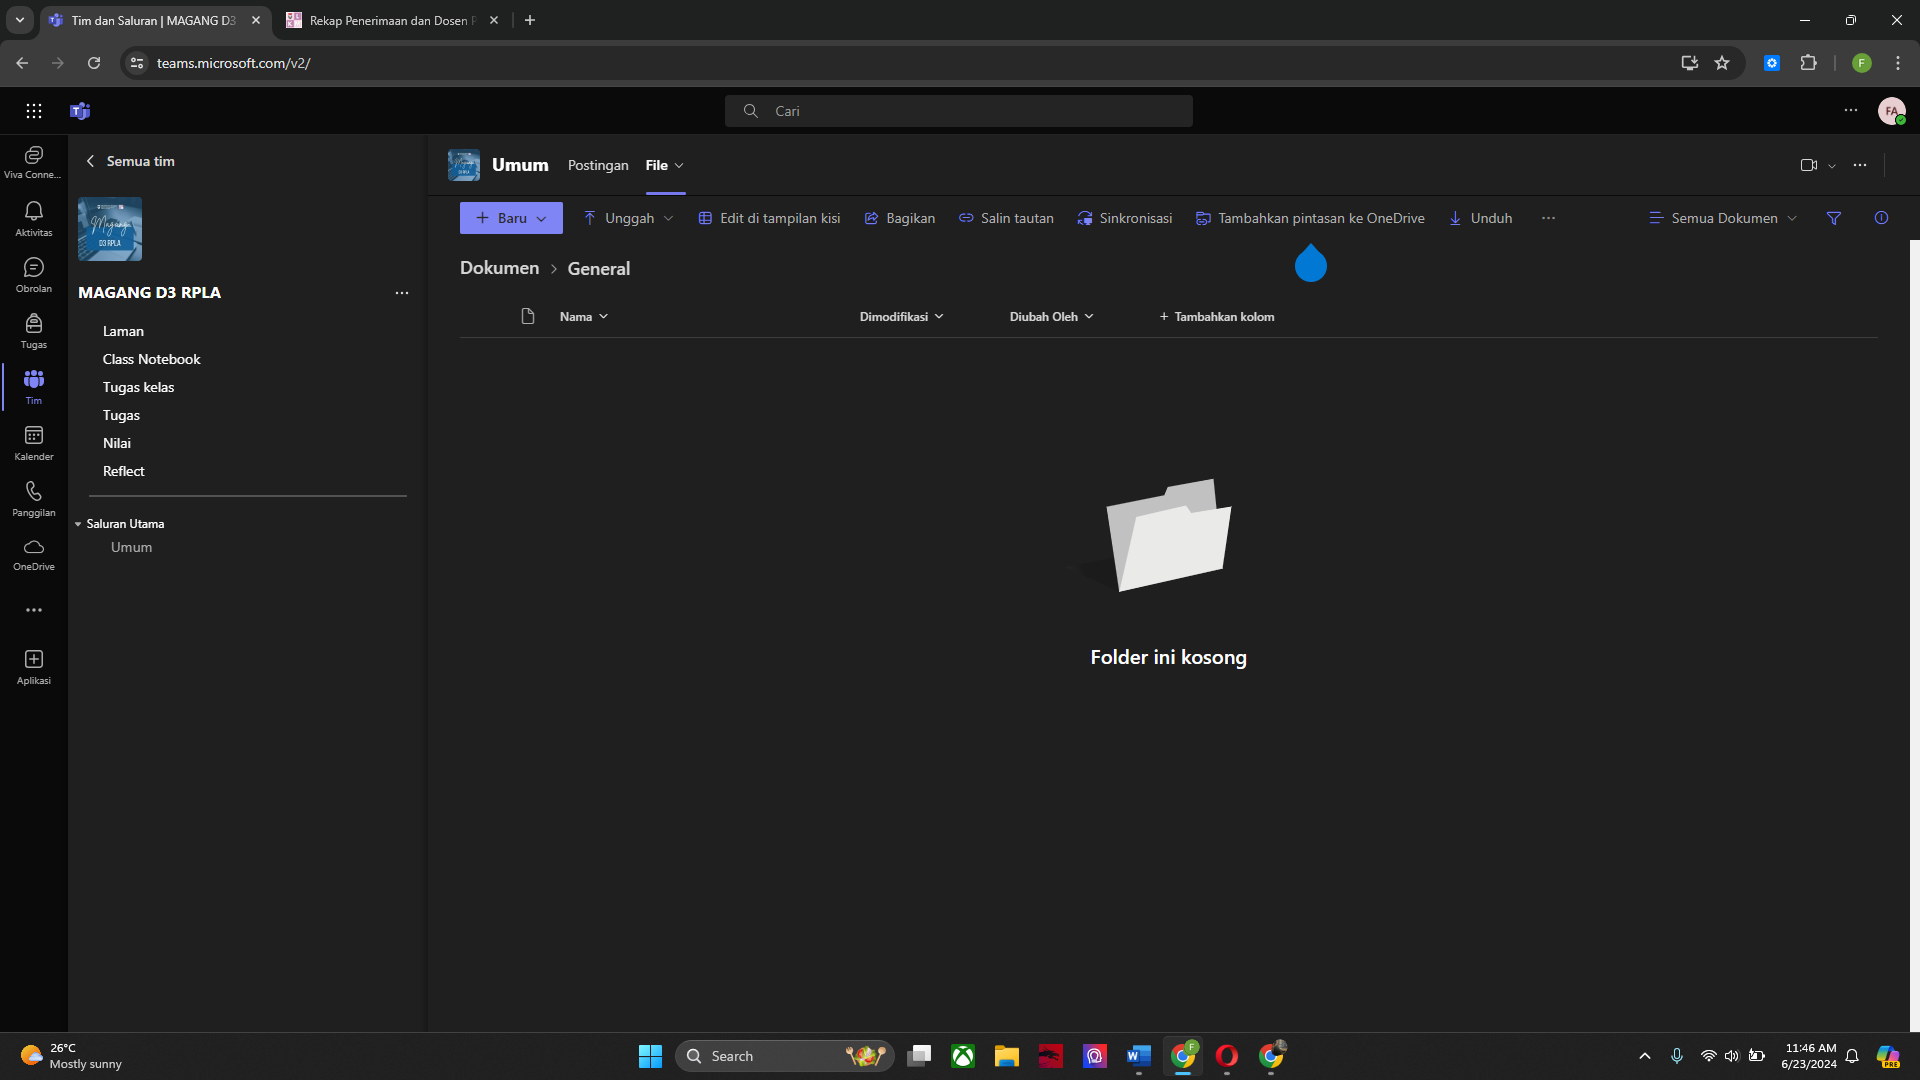 Tim dan Saluran | MAGANG D3
Rekap Penerimaan dan Dosen P
teams.microsoft.com/v2/
F
T
Cari
FA
Viva Conne...
Aktivitas
Obrolan
Tugas
Tim
Kalender
Panggilan
OneDrive
Aplikasi
Semua tim
Magang
D3 RPLA
MAGANG D3 RPLA
Laman
Class Notebook
Tugas kelas
Tugas
Nilai
Reflect
Saluran Utama
Umum
Umum
Postingan
File
Baru
Unggah
Edit di tampilan kisi
Bagikan
Salin tautan
Sinkronisasi
Tambahkan pintasan ke OneDrive
Unduh
Semua Dokumen
Dokumen > General
Nama
Dimodifikasi
Diubah Oleh
+ Tambahkan kolom
Folder ini kosong
26°C
Mostly sunny
Search
W
F
11:46 AM
6/23/2024
PRE